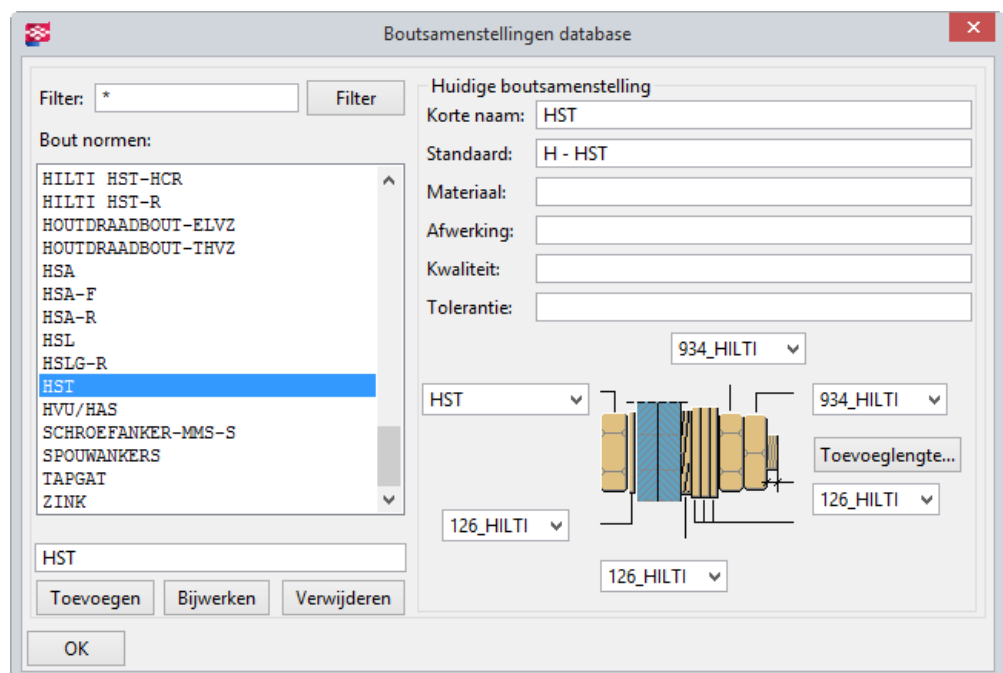 Boutsamenstellingen database
Filter: * Filter
Bout normen:
HILTI HST-HCR
HILTI HST-R
HOUTDRAADBOUT-ELVZ
HOUTDRAADBOUT-THVZ
HSA
HSA-F
HSA-R
HSL
HSLG-R
HST
HVU/HAS
SCHROEFANKER-MMS-S
SPOUWANKERS
TAPGAT
ZINK
HST
Toevoegen Bijwerken Verwijderen
OK
Huidige boutsamenstelling
Korte naam: HST
Standaard: H - HST
Materiaal:
Afwerking:
Kwaliteit:
Tolerantie:
934_HILTI
HST
934_HILTI
Toevoeglengte...
126_HILTI
126_HILTI
126_HILTI